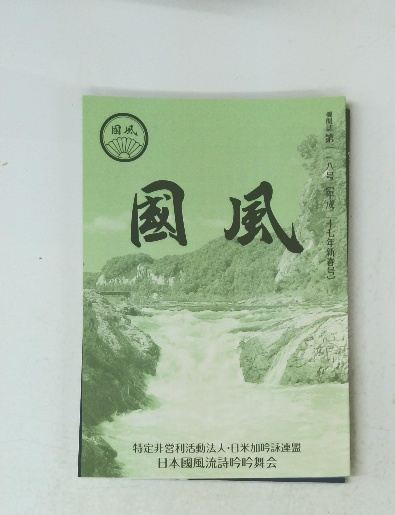 國風
機関誌 第一一八号（平成二十七年新春号）
國風
特定非営利活動法人・日米加吟詠連盟
日本國風流詩吟吟舞会